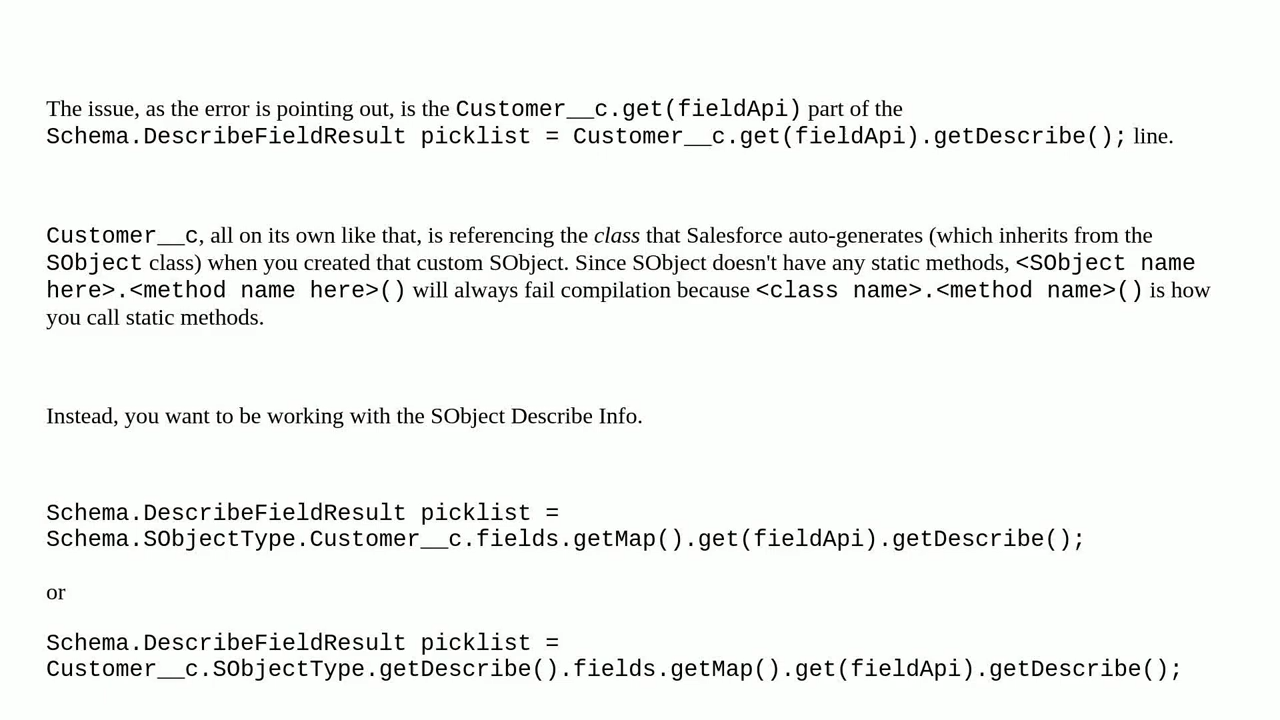 The issue, as the error is pointing out, is the Customer__c.get(fieldApi) part of the
Schema.DescribeFieldResult picklist = Customer__c.get(fieldApi).getDescribe(); line.
Customer__c, all on its own like that, is referencing the class that Salesforce auto-generates (which inherits from the
SObject class) when you created that custom SObject. Since SObject doesn't have any static methods, <SObject name
here>.<method name here>() will always fail compilation because <class name>.<method name>() is how
you call static methods.
Instead, you want to be working with the SObject Describe Info.
Schema.DescribeFieldResult picklist =
Schema.SObjectType.Customer__c.fields.getMap().get(fieldApi).getDescribe();
or
Schema.DescribeFieldResult picklist =
Customer__c.SObjectType.getDescribe().fields.getMap().get(fieldApi).getDescribe();